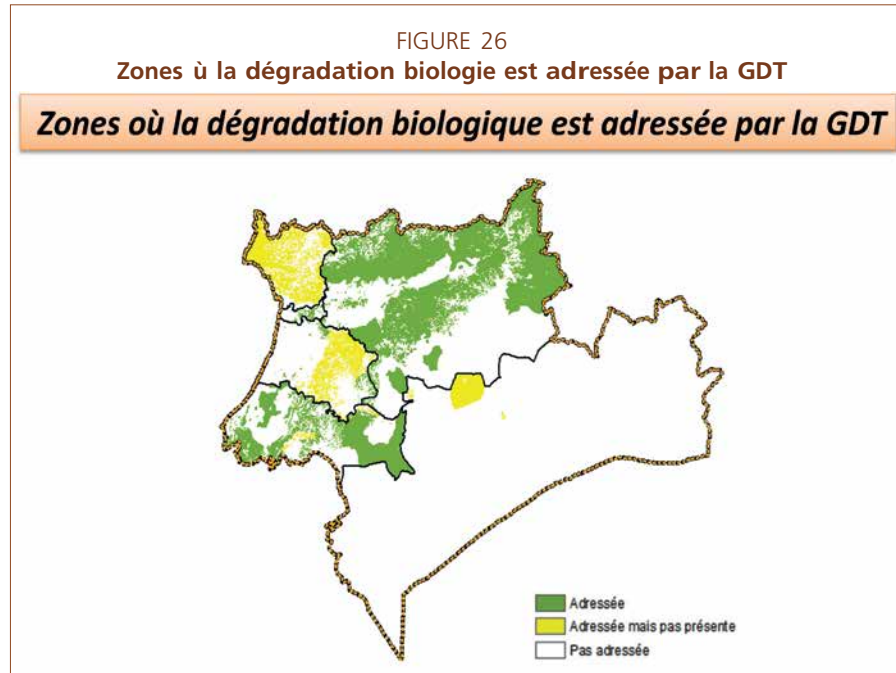 FIGURE 26
Zones ù la dégradation biologie est adressée par la GDT
Zones où la dégradation biologique est adressée par la GDT
Adressée
Adressée mais pas présente
Pas adressée